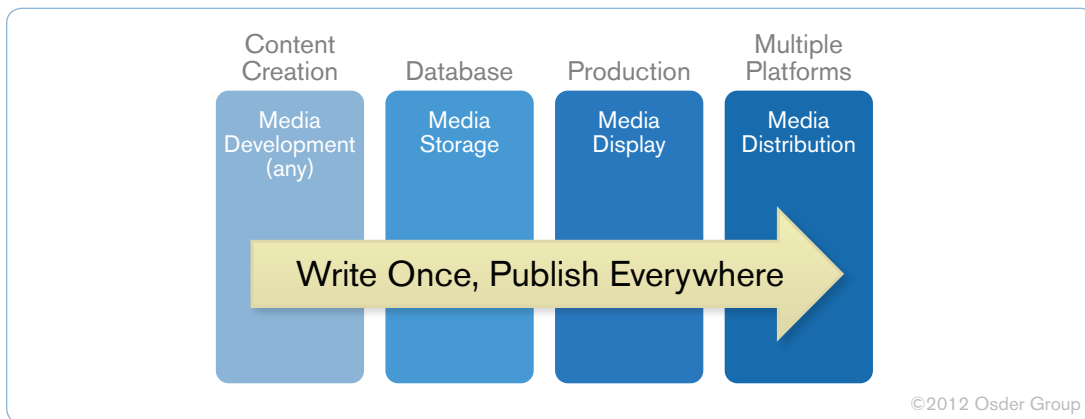 Content
Creation
Database
Production
Multiple
Platforms
Media
Development
(any)
Media
Storage
Media
Display
Media
Distribution
Write Once, Publish Everywhere
©2012 Osder Group